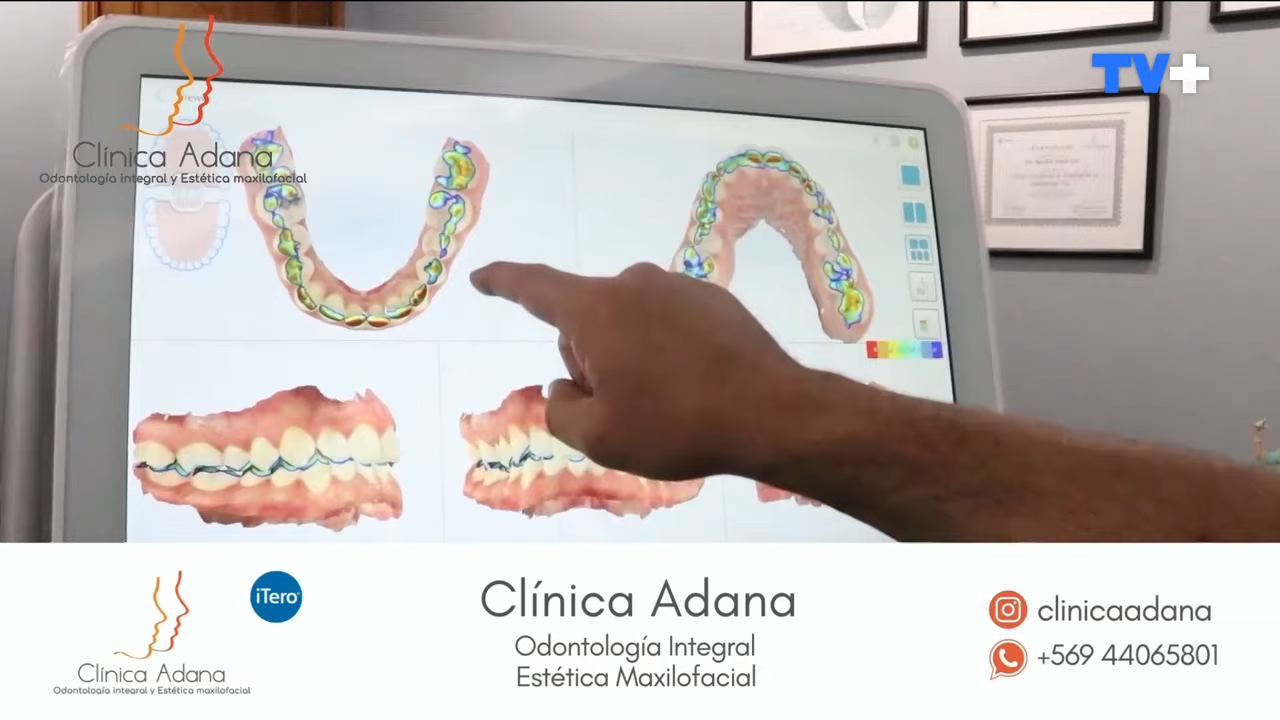 TV+
Clínica Adana
Odontología integral y Estética maxilofacial
iTero
Clínica Adana
Odontología integral y Estética maxilofacial
Clínica Adana
Odontología Integral
Estética Maxilofacial
clinicaadana
+569 44065801